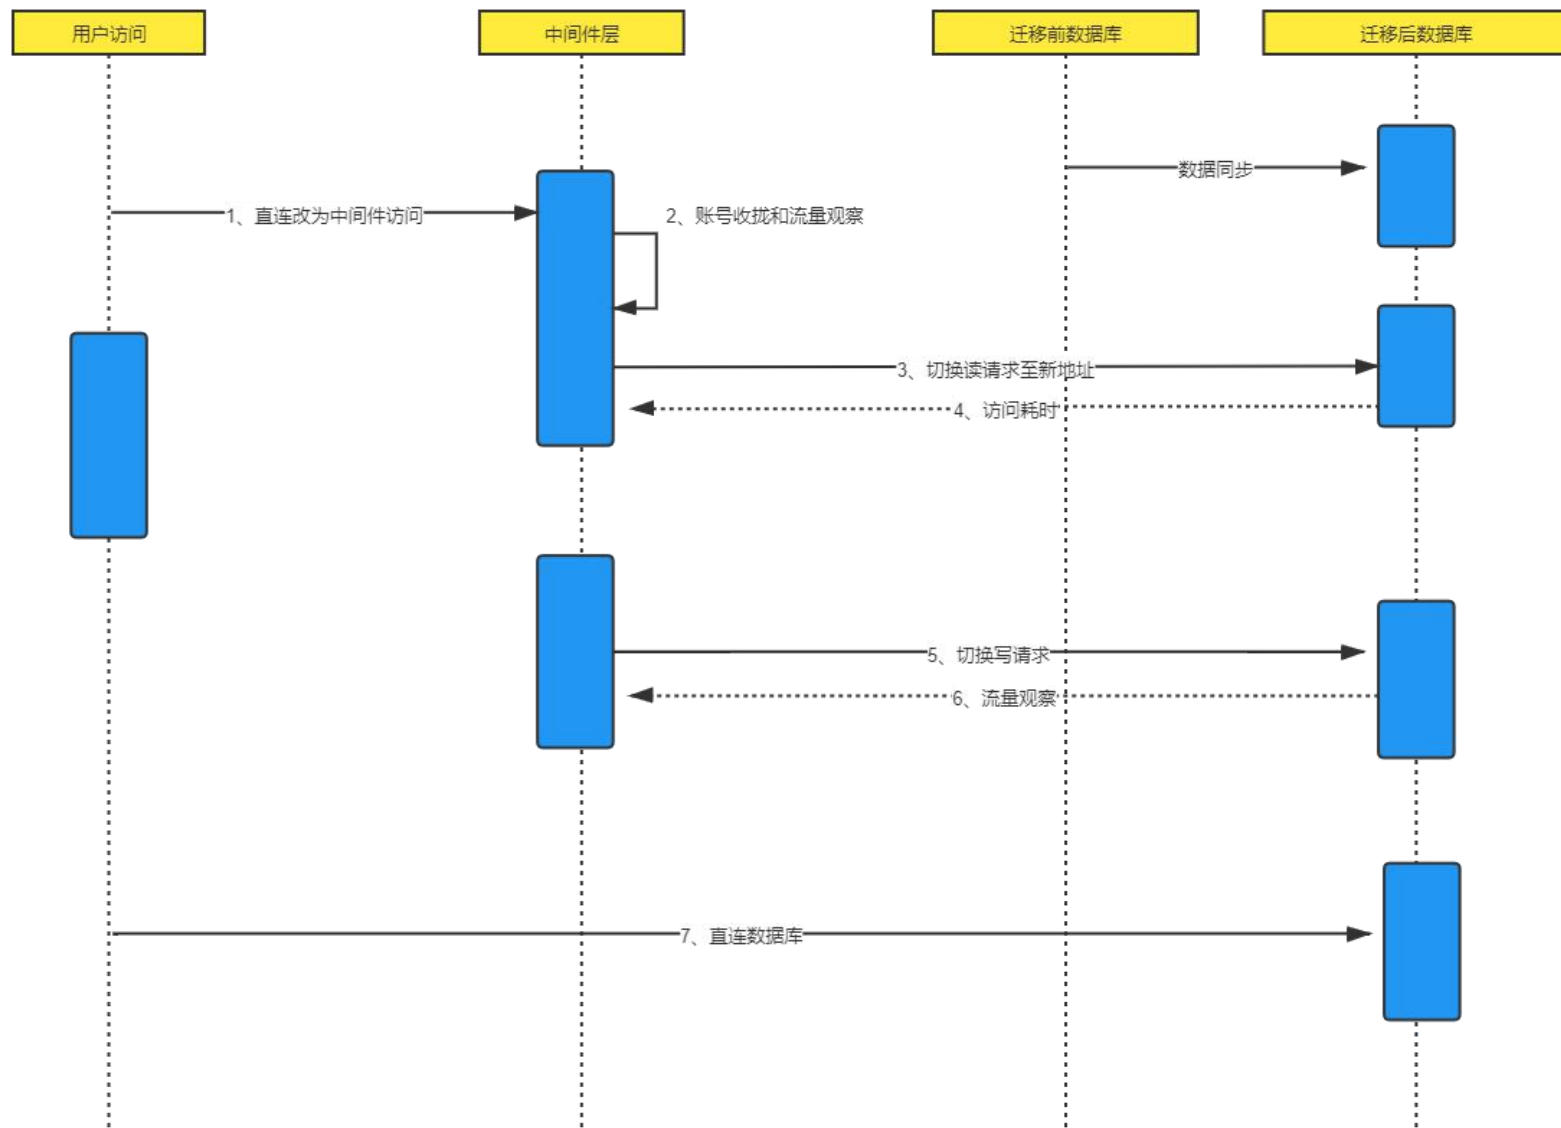 用户访问
中间件层
迁移前数据库
迁移后数据库
数据同步
1、直连改为中间件访问
2、账号收拢和流量观察
3、切换读请求至新地址
4、访问耗时
5、切换写请求
6、流量观察
7、直连数据库